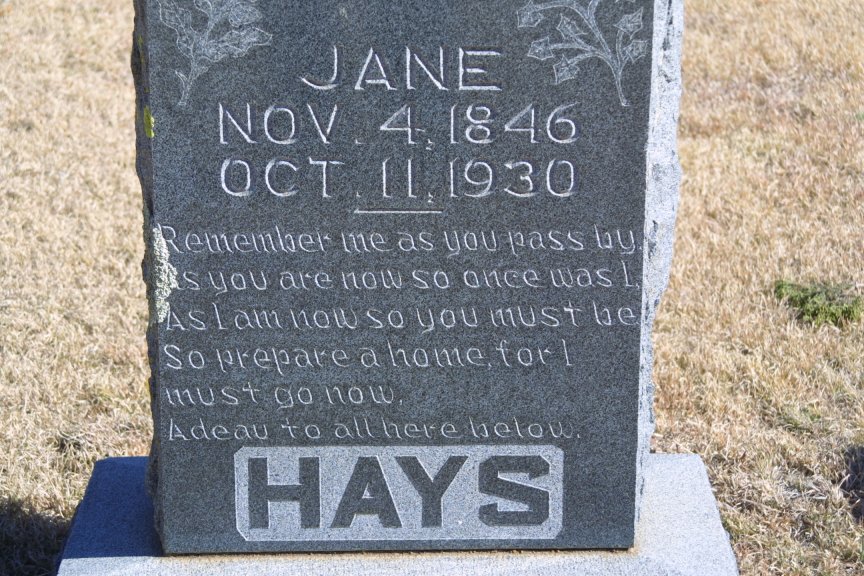 JANE
NOV. 4, 1846
OCT. 11, 1930
Remember me as you pass by.
As you are now so once was I.
As I am now so you must be
So prepare a home, for I
must go now.
Adeau to all here below.
HAYS